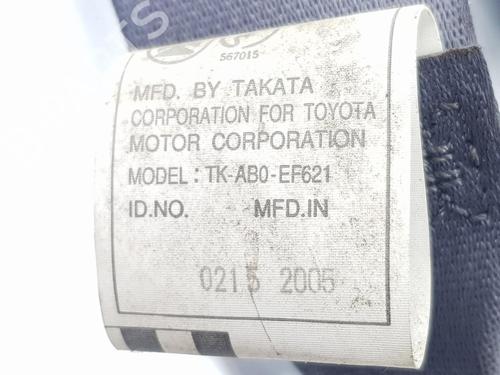 567015
MFD. BY TAKATA
CORPORATION FOR TOYOTA
MOTOR CORPORATION
MODEL : TK-AB0-EF621
ID.NO. MFD.IN
0215 2005